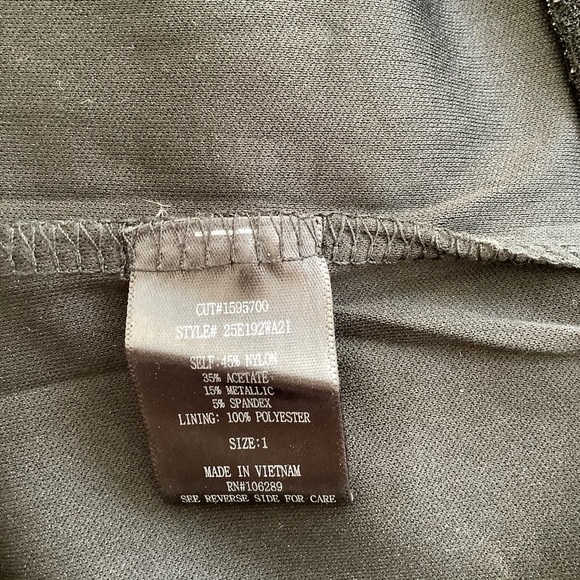 CUT#1595700
STYLE# 25E192WA21
SELF: 45% NYLON
35% ACETATE
15% METALLIC
5% SPANDEX
LINING: 100% POLYESTER
SIZE:1
MADE IN VIETNAM
RN#106289
SEE REVERSE SIDE FOR CARE